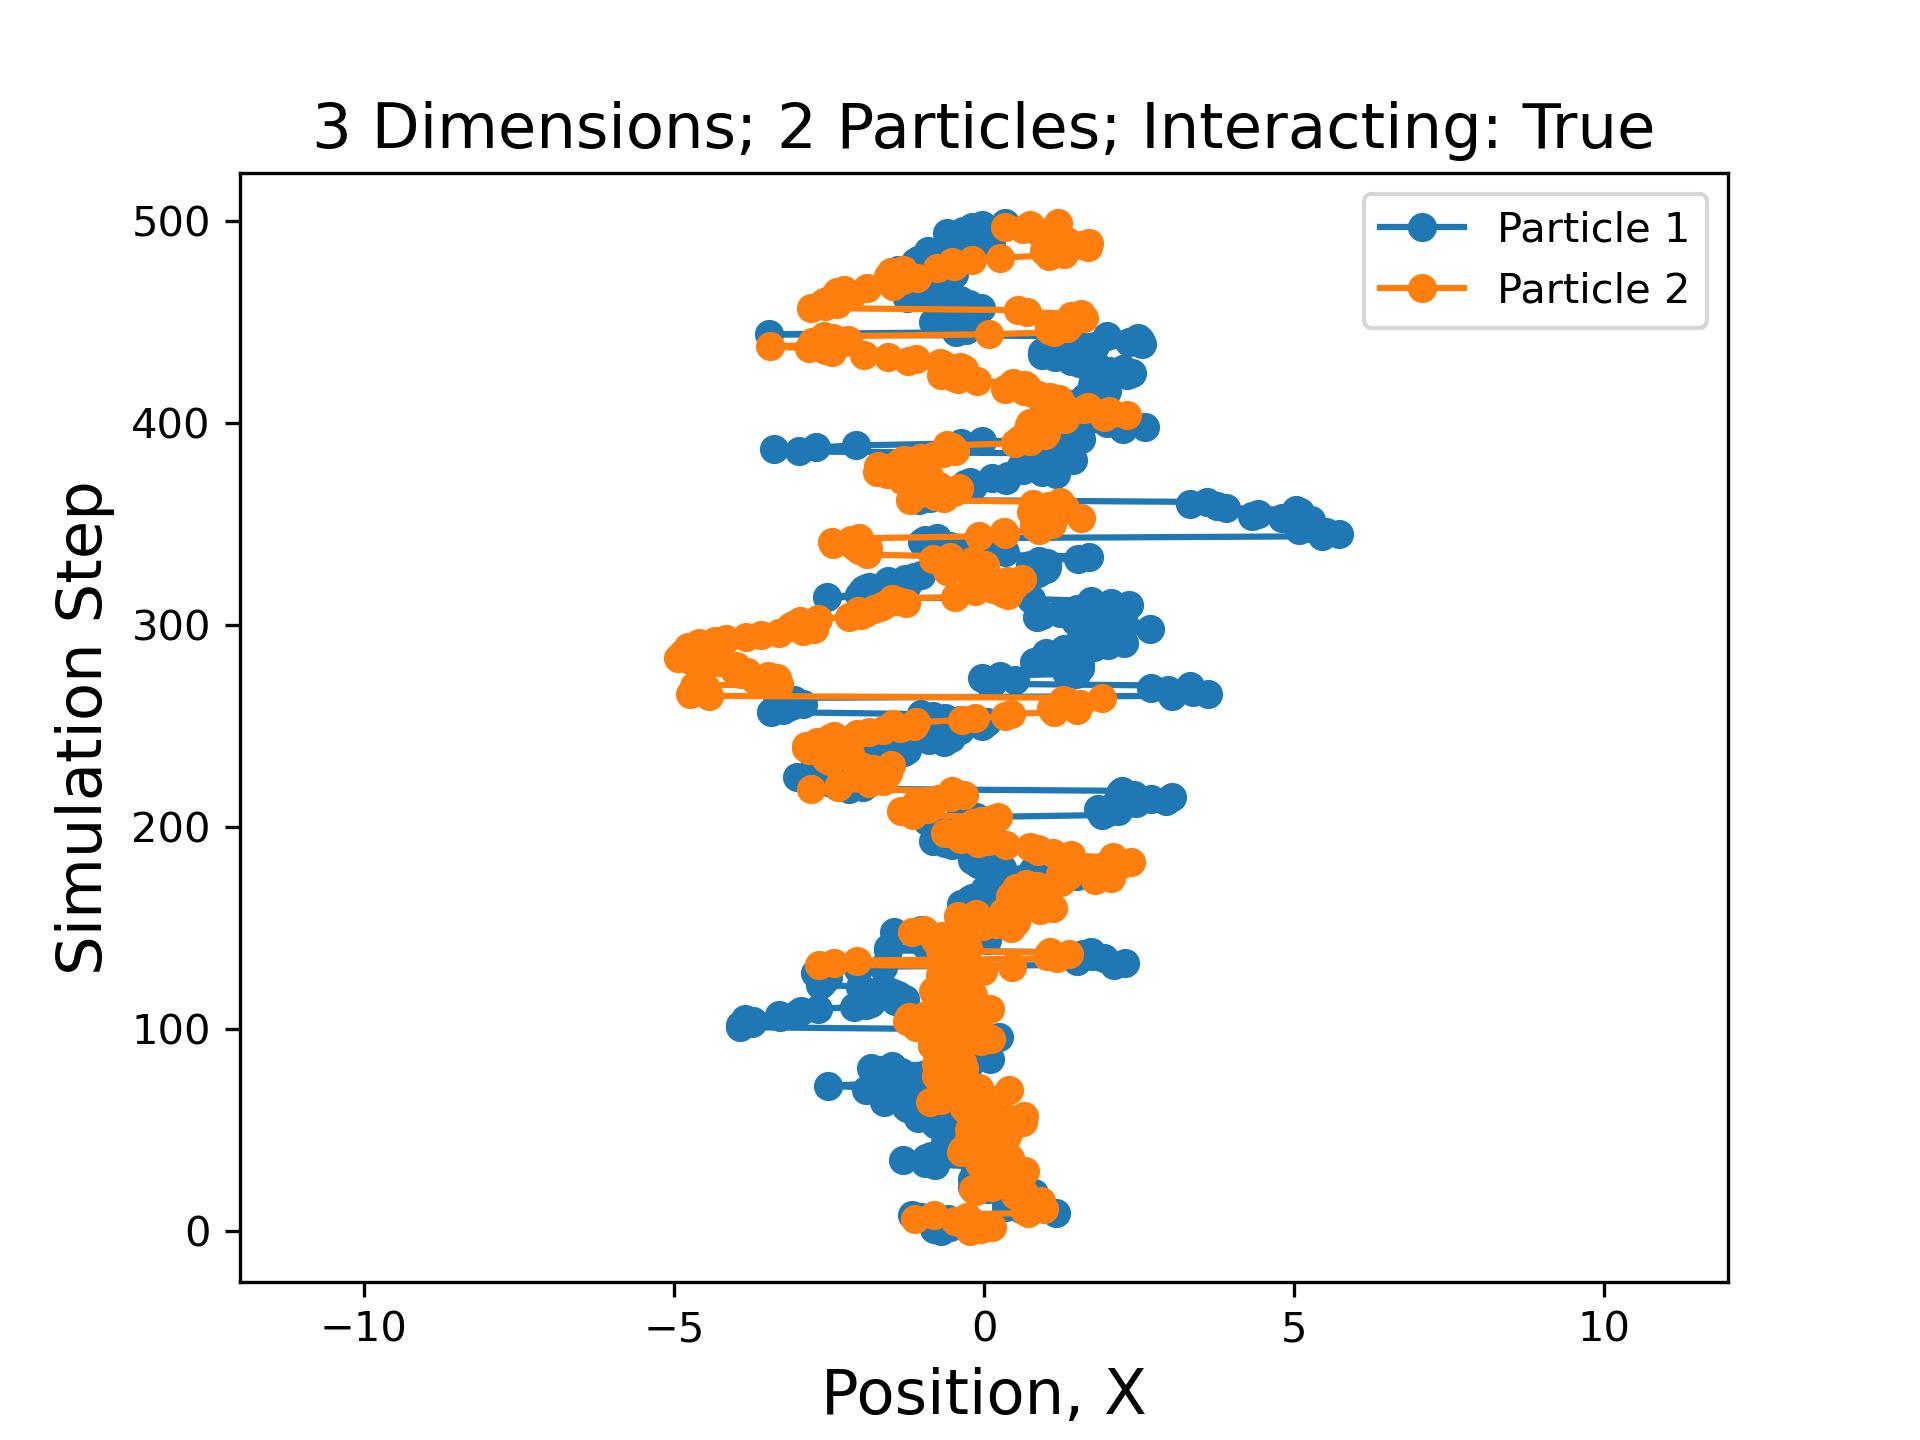 3 Dimensions; 2 Particles; Interacting: True
Particle 1
Particle 2
Simulation Step
500
400
300
200
100
0
−10
−5
0
5
10
Position, X